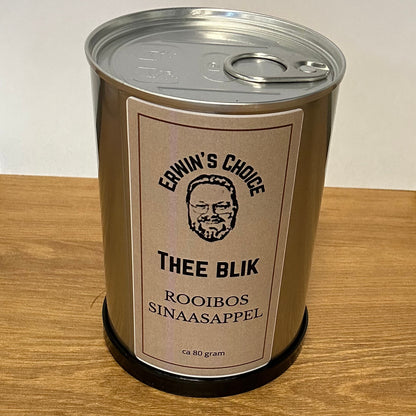 ERWIN'S CHOICE
THEE BLIK
ROOIBOS
SINAASAPPEL
ca 80 gram